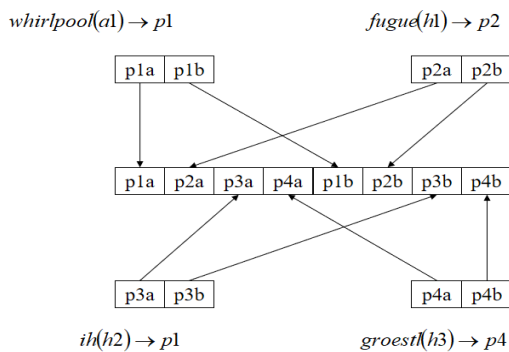 whirlpool(a1) → p1 fugue(h1) → p2
p1a p1b p2a p2b
p1a p2a p3a p4a p1b p2b p3b p4b
p3a p3b p4a p4b
ih(h2) → p1 groestl(h3) → p4